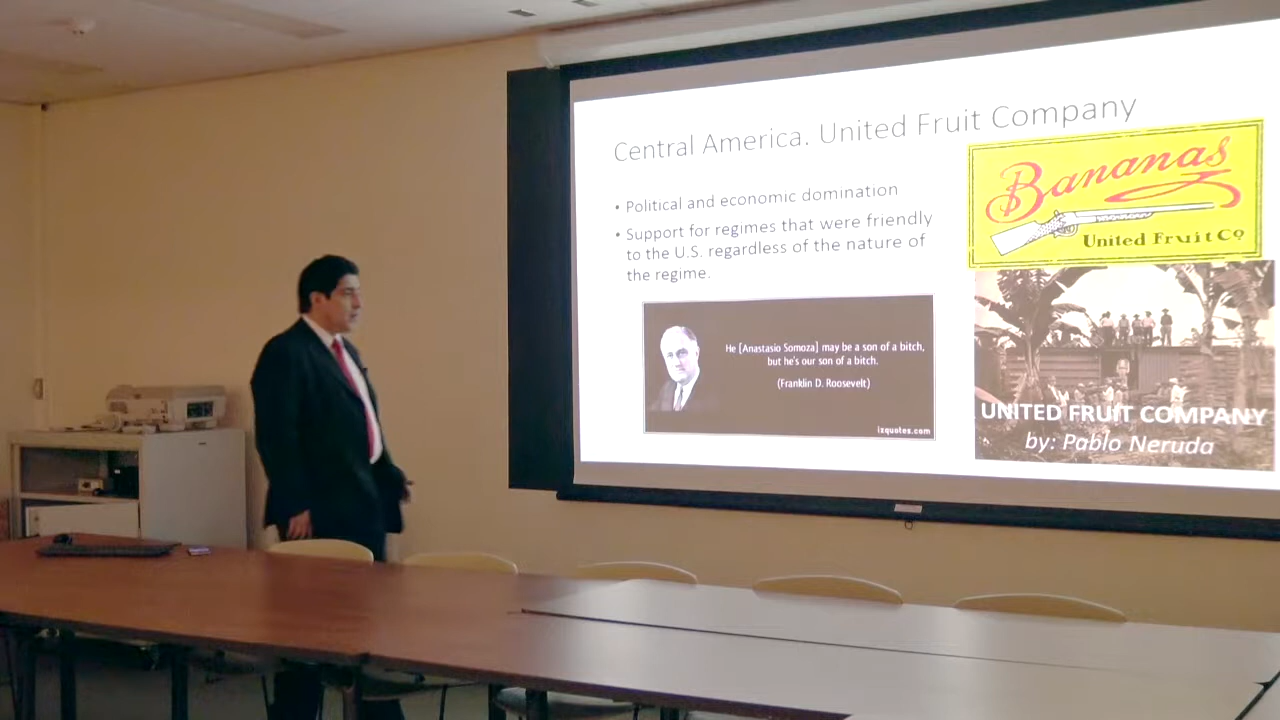 Central America. United Fruit Company
• Political and economic domination
• Support for regimes that were friendly
to the U.S. regardless of the nature of
the regime.
He [Anastasio Somoza] may be a son of a bitch,
but he's our son of a bitch.
(Franklin D. Roosevelt)
izquotes.com
Bananas
United Fruit Co
UNITED FRUIT COMPANY
by: Pablo Neruda